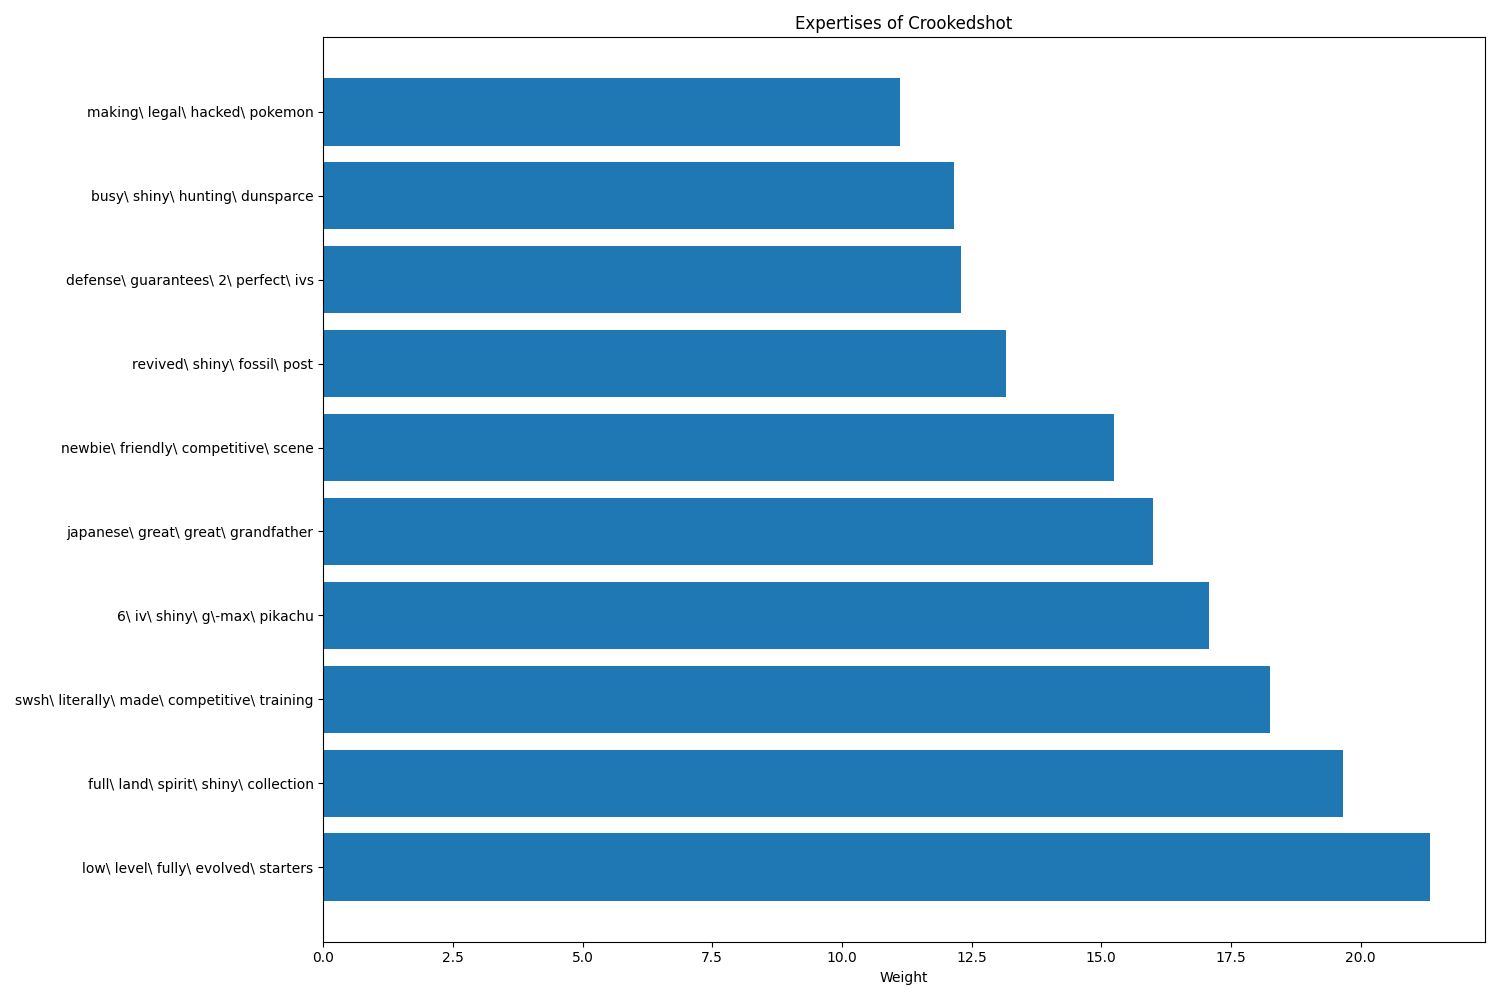 Expertises of Crookedshot
making\ legal\ hacked\ pokemon
busy\ shiny\ hunting\ dunsparce
defense\ guarantees\ 2\ perfect\ ivs
revived\ shiny\ fossil\ post
newbie\ friendly\ competitive\ scene
japanese\ great\ great\ grandfather
6\ iv\ shiny\ g\-max\ pikachu
swsh\ literally\ made\ competitive\ training
full\ land\ spirit\ shiny\ collection
low\ level\ fully\ evolved\ starters
0.0 2.5 5.0 7.5 10.0 12.5 15.0 17.5 20.0
Weight